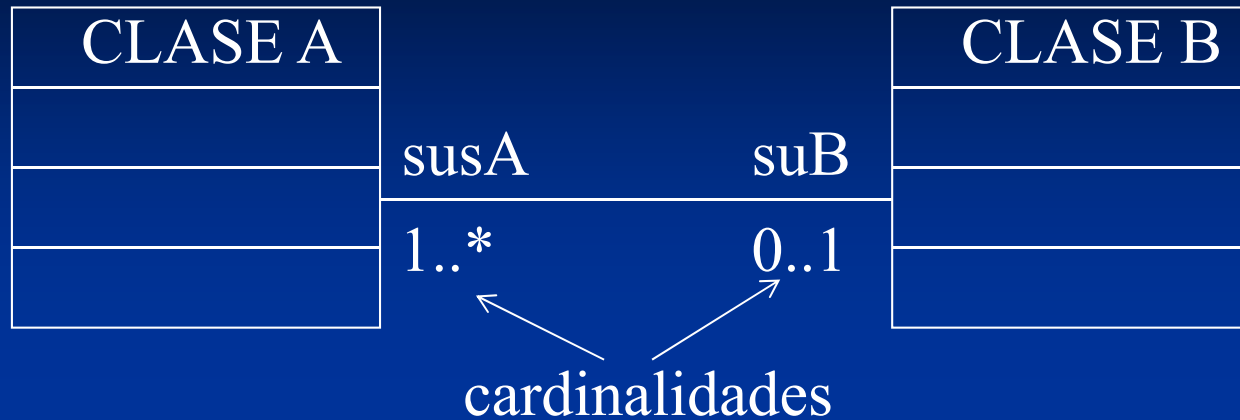 CLASE A
CLASE B
susA
suB
1..*
0..1
cardinalidades